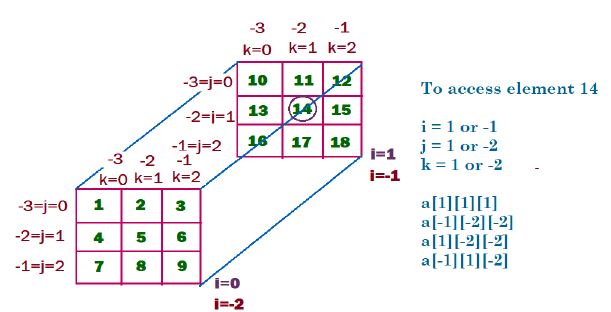 -3 -2 -1
k=0 k=1 k=2
-3=j=0 10 11 12
-2=j=1 13 14 15
-1=j=2 16 17 18
i=1
i=-1
-3 -2 -1
k=0 k=1 k=2
-3=j=0 1 2 3
-2=j=1 4 5 6
-1=j=2 7 8 9
i=0
i=-2
To access element 14
i = 1 or -1
j = 1 or -2
k = 1 or -2 -
a[1][1][1]
a[-1][-2][-2]
a[1][-2][-2]
a[-1][1][-2]